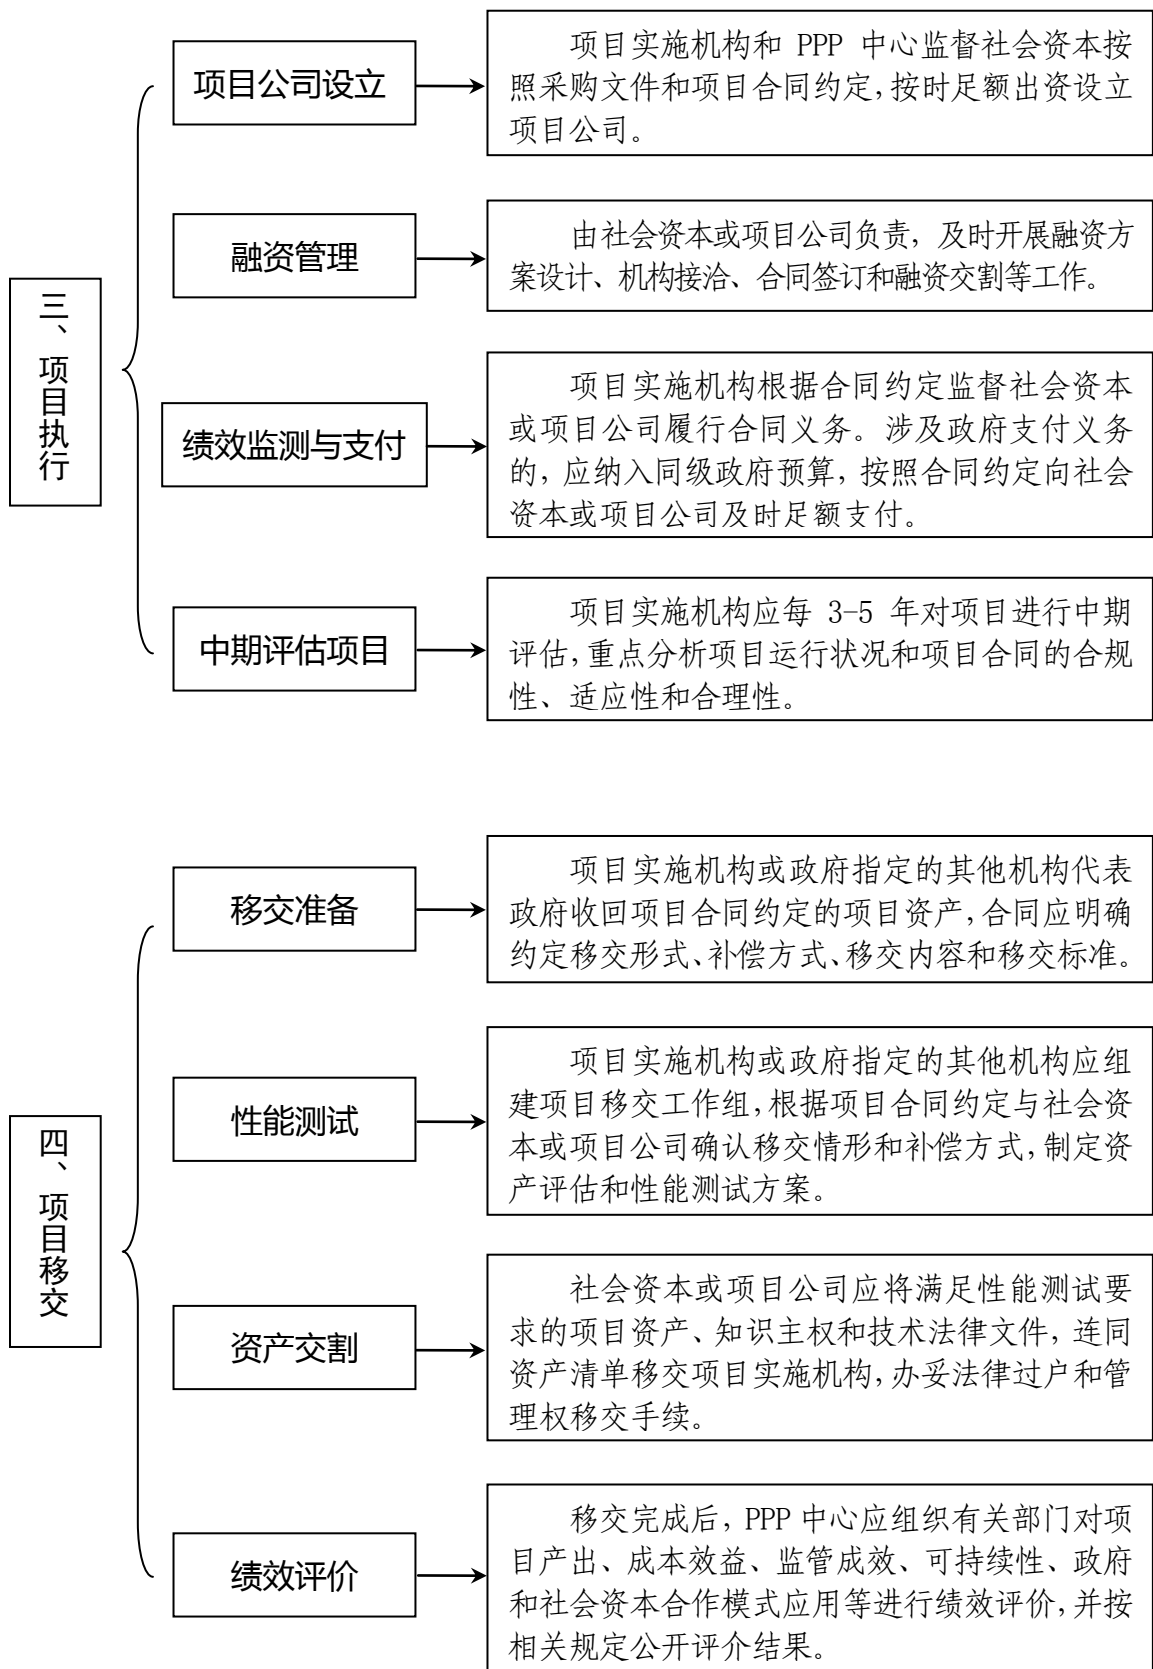 三、项目执行
项目公司设立
项目实施机构和 PPP 中心监督社会资本按
照采购文件和项目合同约定,按时足额出资设立
项目公司。
融资管理
由社会资本或项目公司负责，及时开展融资方
案设计、机构接洽、合同签订和融资交割等工作。
绩效监测与支付
项目实施机构根据合同约定监督社会资本
或项目公司履行合同义务。涉及政府支付义务
的，应纳入同级政府预算，按照合同约定向社会
资本或项目公司及时足额支付。
中期评估项目
项目实施机构应每 3-5 年对项目进行中期
评估,重点分析项目运行状况和项目合同的合规
性、适应性和合理性。
四、项目移交
移交准备
项目实施机构或政府指定的其他机构代表
政府收回项目合同约定的项目资产,合同应明确
约定移交形式、补偿方式、移交内容和移交标准。
性能测试
项目实施机构或政府指定的其他机构应组
建项目移交工作组,根据项目合同约定与社会资
本或项目公司确认移交情形和补偿方式,制定资
产评估和性能测试方案。
资产交割
社会资本或项目公司应将满足性能测试要
求的项目资产、知识主权和技术法律文件，连同
资产清单移交项目实施机构,办妥法律过户和管
理权移交手续。
绩效评价
移交完成后，PPP 中心应组织有关部门对项
目产出、成本效益、监管成效、可持续性、政府
和社会资本合作模式应用等进行绩效评价,并按
相关规定公开评介结果。